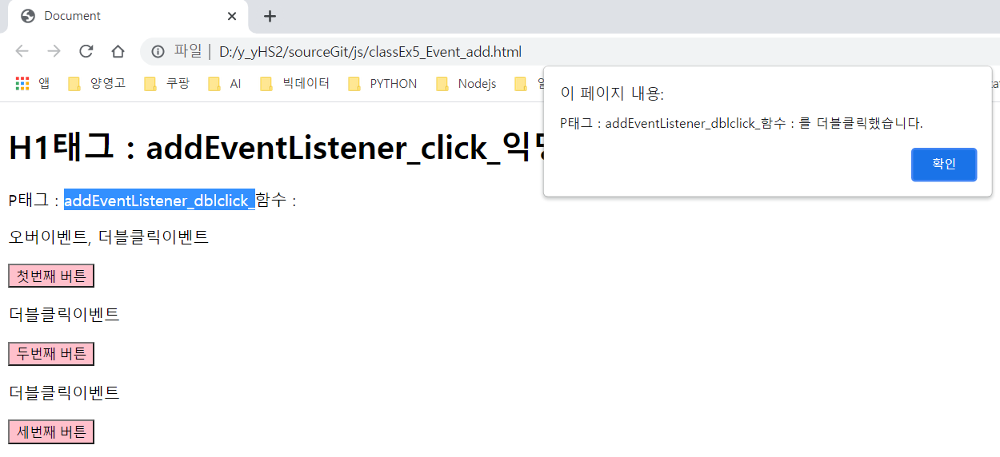 Document
파일 | D:/y_yHS2/sourceGit/js/classEx5_Event_add.html
앱 양영고 쿠팡 AI 빅데이터 PYTHON Nodejs
이 페이지 내용:
P태그 : addEventListener_dblclick_함수 : 를 더블클릭했습니다.
확인
H1태그 : addEventListener_click_익
P태그 : addEventListener_dblclick_함수 :
오버이벤트, 더블클릭이벤트
첫번째 버튼
더블클릭이벤트
두번째 버튼
더블클릭이벤트
세번째 버튼